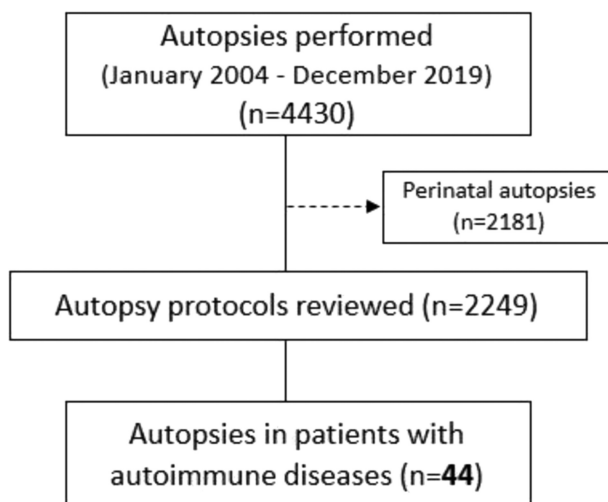 Autopsies performed
(January 2004 - December 2019)
(n=4430)
Perinatal autopsies
(n=2181)
Autopsy protocols reviewed (n=2249)
Autopsies in patients with
autoimmune diseases (n=44)